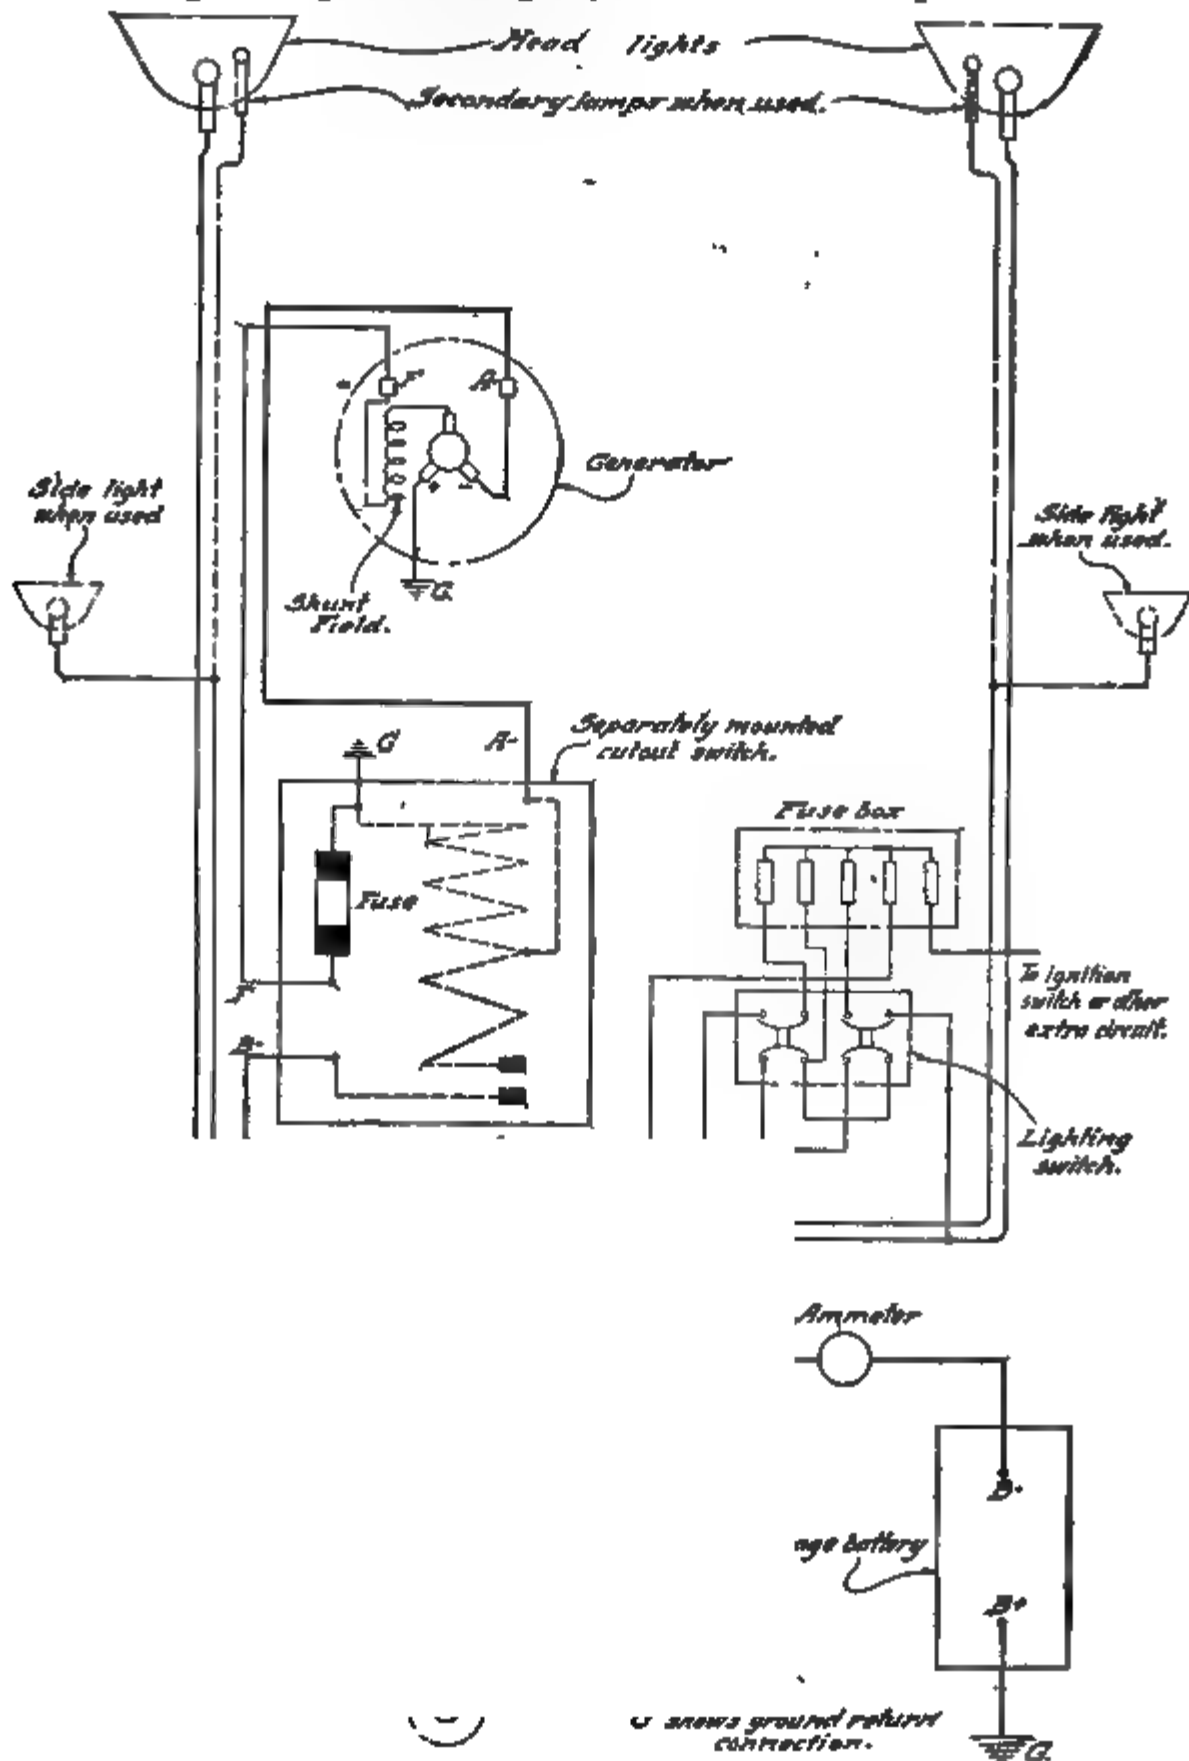 Head lights
Secondary lamps when used.
A-
Generator
Side light
when used
Side light
when used.
G.
Shunt
Field.
G
A-
Separately mounted
cutout switch.
Fuse box
Fuse
To ignition
switch or other
extra circuit.
B-
Lighting
switch.
Ammeter
B-
age battery
B+
G shows ground return
connection.
G.